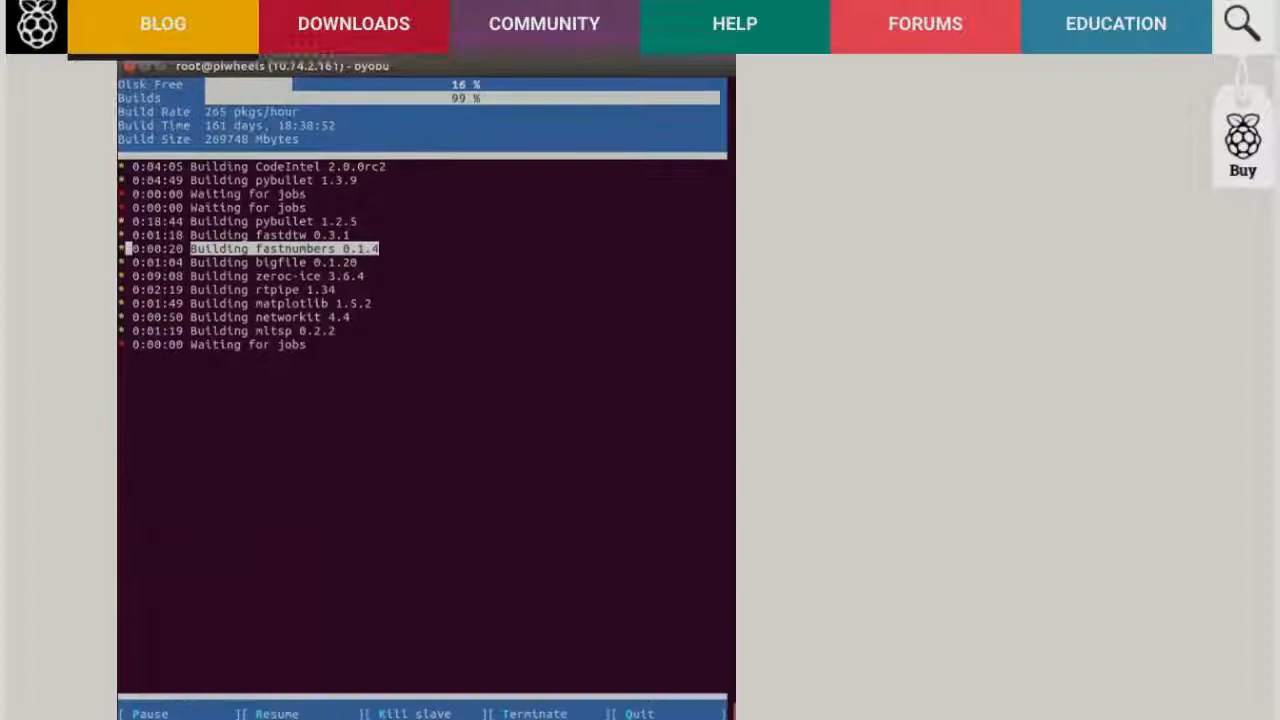 BLOG
DOWNLOADS
COMMUNITY
HELP
FORUMS
EDUCATION
Buy
root@piwheels (10.74.2.161) - byobu
Disk Free 16 %
Builds 99 %
Build Rate 265 pkgs/hour
Build Time 161 days, 18:38:52
Build Size 269748 Mbytes
* 0:04:05 Building CodeIntel 2.0.0rc2
* 0:04:49 Building pybullet 1.3.9
* 0:00:00 Waiting for jobs
* 0:00:00 Waiting for jobs
* 0:18:44 Building pybullet 1.2.5
* 0:01:18 Building fastdtw 0.3.1
* 0:00:20 Building fastnumbers 0.1.4
* 0:01:04 Building bigfile 0.1.20
* 0:09:08 Building zeroc-ice 3.6.4
* 0:02:19 Building rtpipe 1.34
* 0:01:49 Building matplotlib 1.5.2
* 0:00:50 Building networkit 4.4
* 0:01:19 Building mltsp 0.2.2
* 0:00:00 Waiting for jobs
[ Pause ][ Resume ][ Kill slave ][ Terminate ][ Quit ]